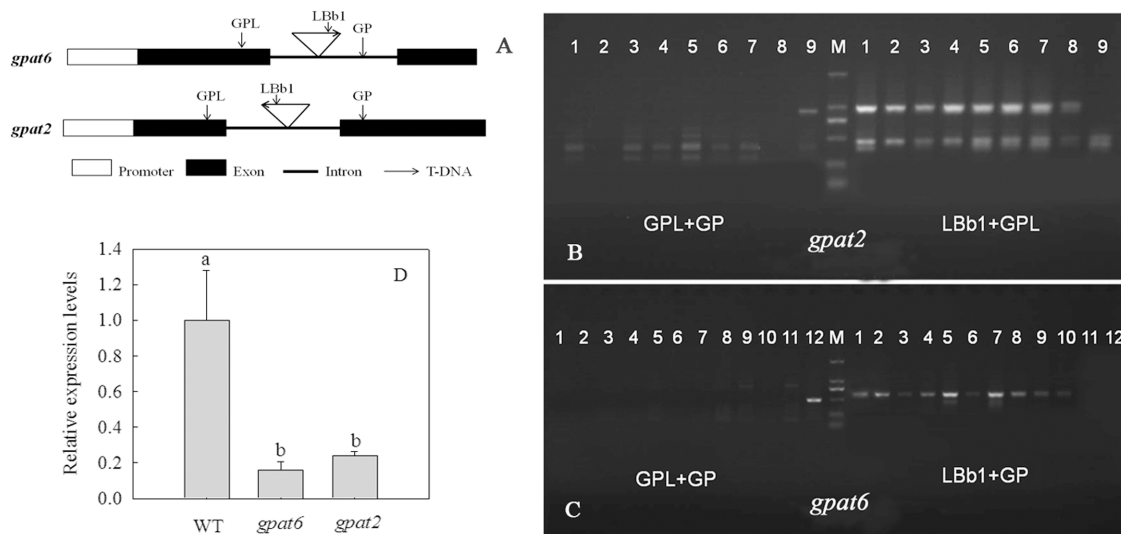 A
GPL
LBb1
GP
gpat6
GPL
LBb1
GP
gpat2
Promoter Exon Intron T-DNA
1 2 3 4 5 6 7 8 9 M 1 2 3 4 5 6 7 8 9
GPL+GP
gpat2
LBb1+GPL
B
1 2 3 4 5 6 7 8 9 10 11 12 M 1 2 3 4 5 6 7 8 9 10 11 12
GPL+GP
gpat6
LBb1+GP
C
D
Relative expression levels
1.4
1.2
1.0
0.8
0.6
0.4
0.2
0.0
a
b
b
WT gpat6 gpat2